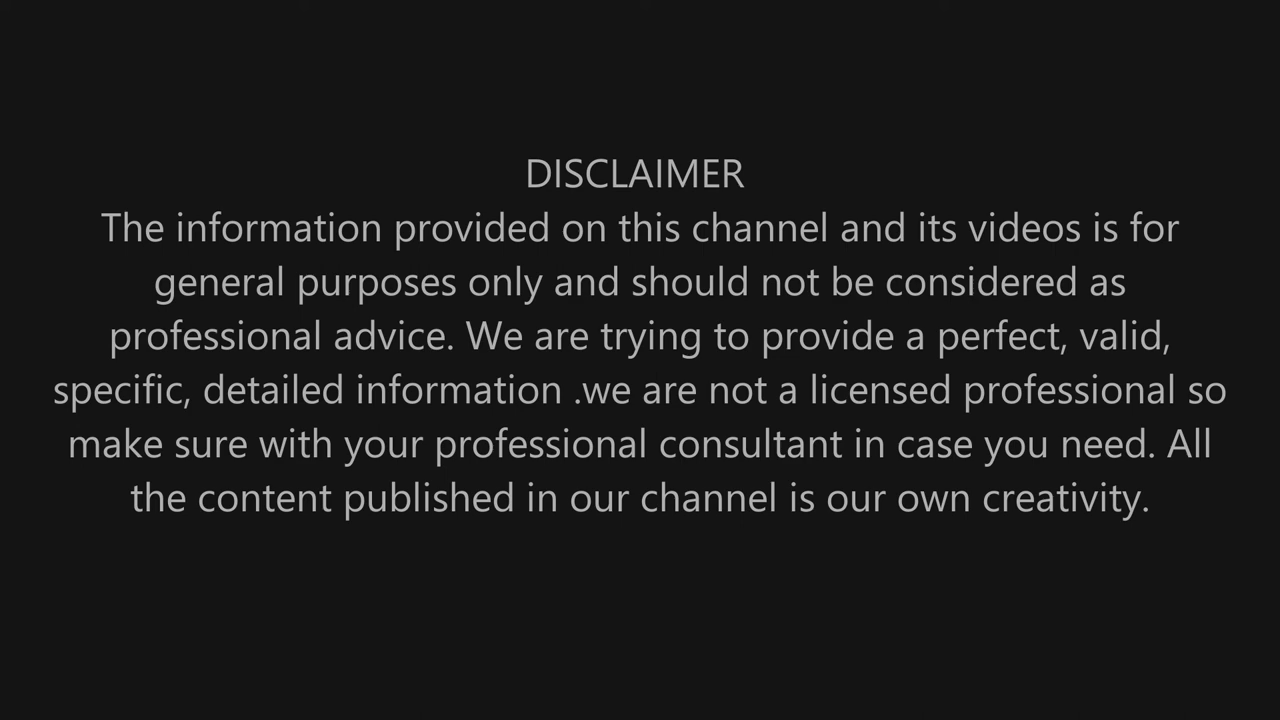 DISCLAIMER
The information provided on this channel and its videos is for
general purposes only and should not be considered as
professional advice. We are trying to provide a perfect, valid,
specific, detailed information .we are not a licensed professional so
make sure with your professional consultant in case you need. All
the content published in our channel is our own creativity.